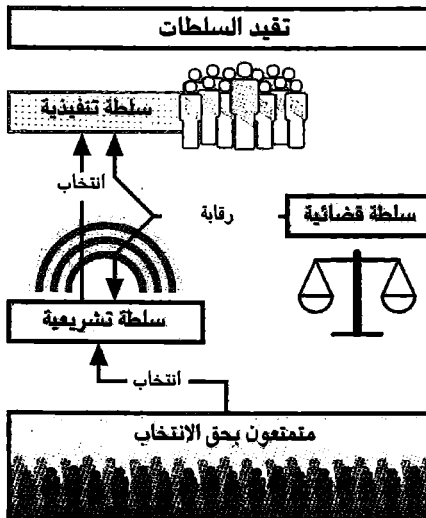 تقيد السلطات
سلطة تنفيذية
انتخاب
رقابة
سلطة قضائية
سلطة تشريعية
انتخاب
متمتعون بحق الانتخاب